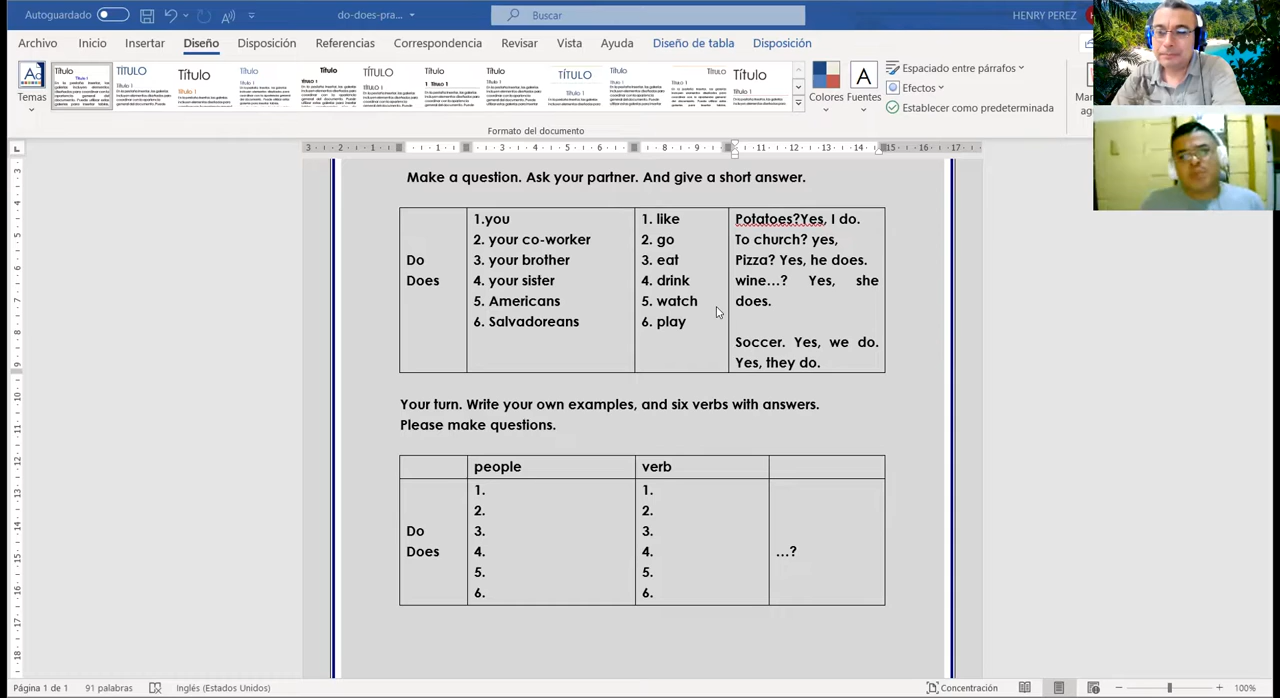 Autoguardado
do-does-pra...
Buscar
HENRY PEREZ
Archivo
Inicio
Insertar
Diseño
Disposición
Referencias
Correspondencia
Revisar
Vista
Ayuda
Diseño de tabla
Disposición
Temas
Colores
Fuentes
Espaciado entre párrafos
Efectos
Establecer como predeterminada
Formato del documento
Make a question. Ask your partner. And give a short answer.
Do
Does
1.you
2. your co-worker
3. your brother
4. your sister
5. Americans
6. Salvadoreans
1. like
2. go
3. eat
4. drink
5. watch
6. play
Potatoes?Yes, I do.
To church? yes,
Pizza? Yes, he does.
wine...? Yes, she
does.
Soccer. Yes, we do.
Yes, they do.
Your turn. Write your own examples, and six verbs with answers.
Please make questions.
people
verb
Do
Does
1.
2.
3.
4.
5.
6.
1.
2.
3.
4.
5.
6.
...?
Página 1 de 1
91 palabras
Inglés (Estados Unidos)
Concentración
100%